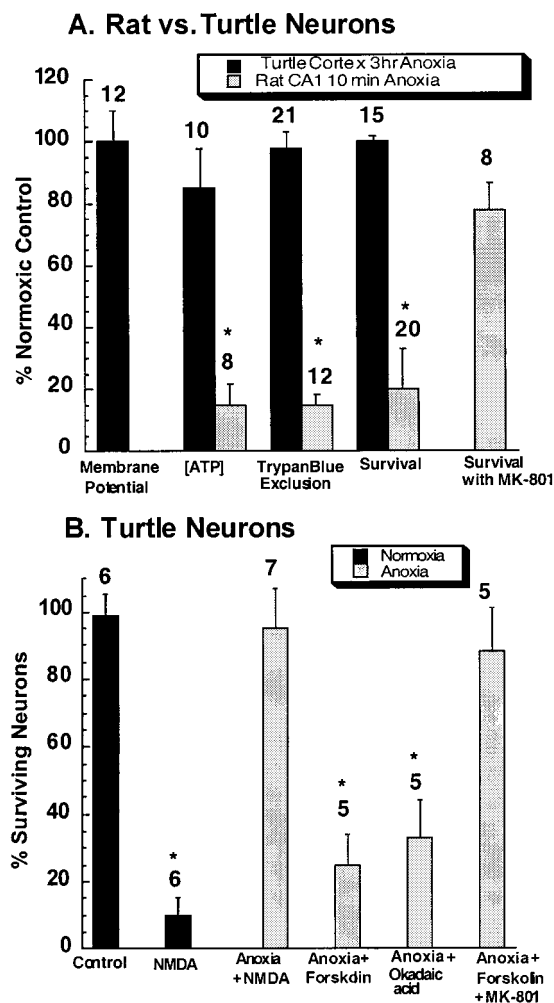 A. Rat vs. Turtle Neurons
Turtle Cortex 3hr Anoxia
Rat CA1 10 min Anoxia
% Normoxic Control
120
100
80
60
40
20
0
12
10
8
*
21
12
*
15
20
*
8
Membrane
Potential
[ATP]
TrypanBlue
Exclusion
Survival
Survival
with MK-801
B. Turtle Neurons
Normoxia
Anoxia
% Surviving Neurons
100
80
60
40
20
0
6
*
6
7
*
5
*
5
5
Control
NMDA
Anoxia
+NMDA
Anoxia+
Forskdin
Anoxia +
Okadaic
acid
Anoxia+
Forskolin
+MK-801